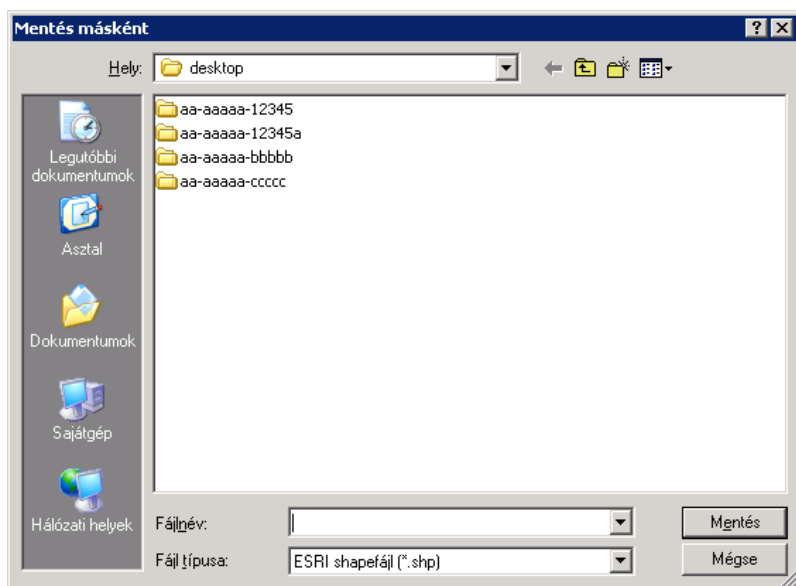 Mentés másként
Hely: desktop
aa-aaaaa-12345
aa-aaaaa-12345a
aa-aaaaa-bbbbb
aa-aaaaa-ccccc
Legutóbbi
dokumentumok
Asztal
Dokumentumok
Sajátgép
Hálózati helyek
Fájlnév:
Mentés
Fájl típusa: ESRI shapefájl (*.shp)
Mégse